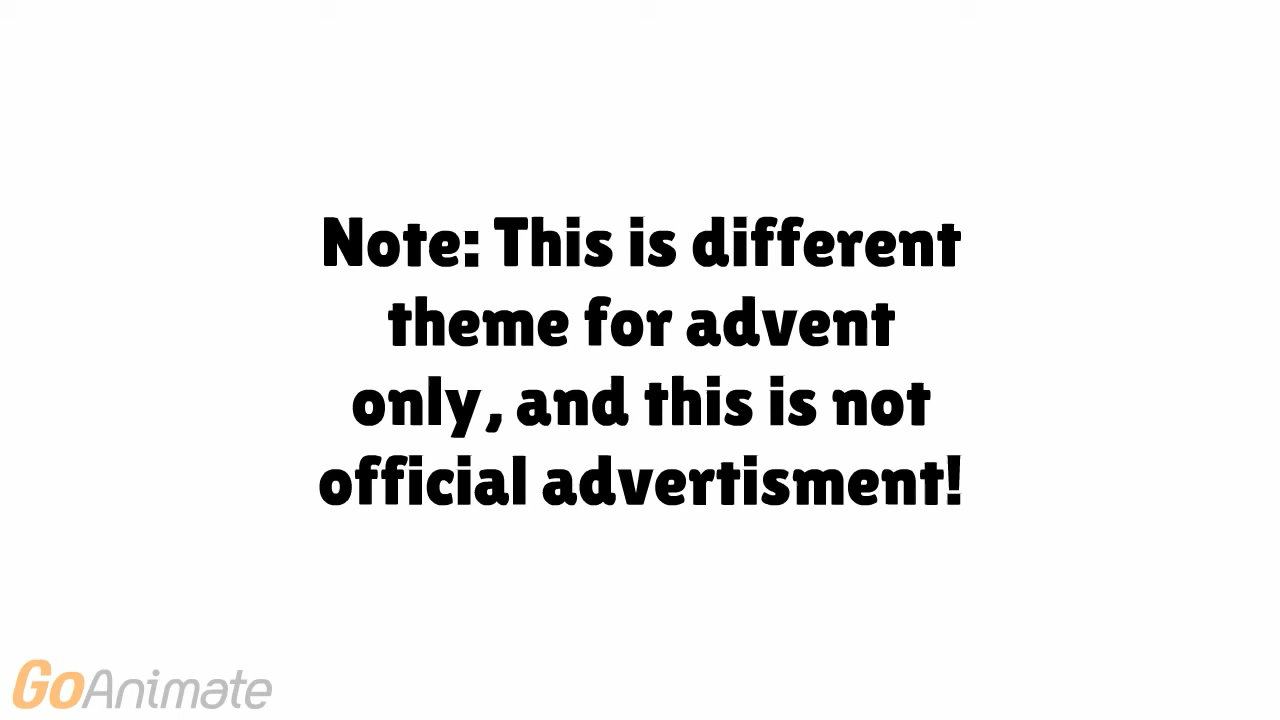 Note: This is different
theme for advent
only, and this is not
official advertisment!
GoAnimate